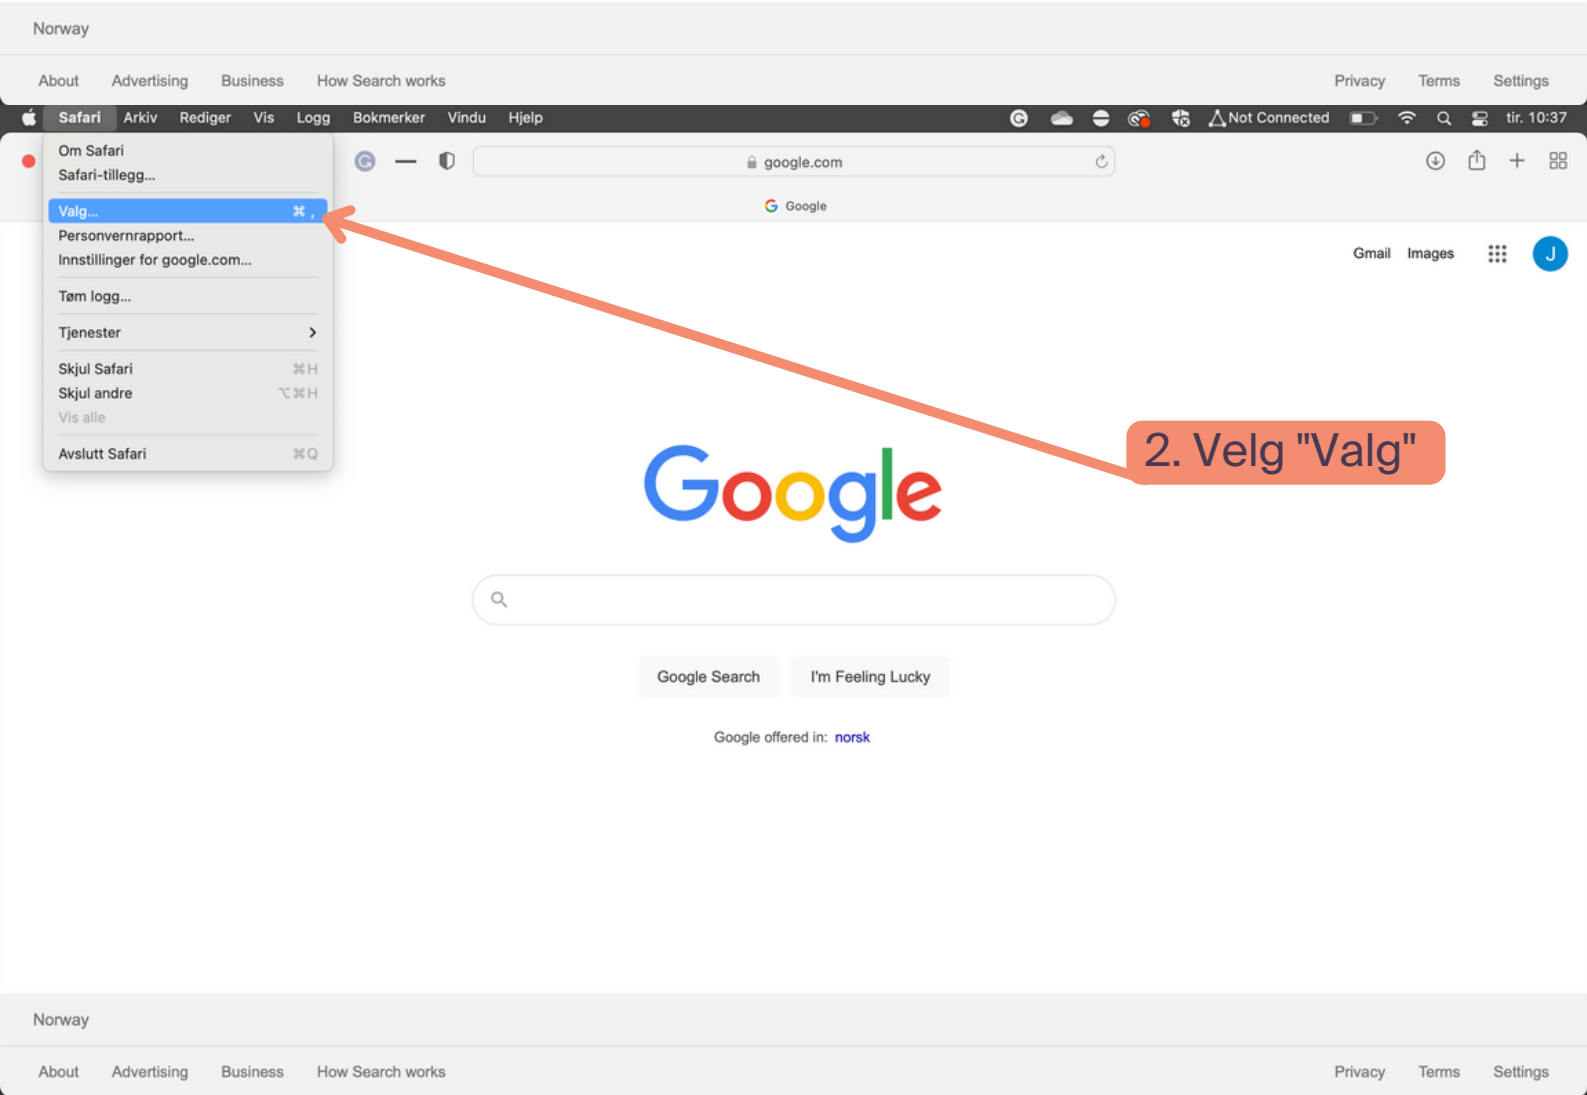 Norway
About Advertising Business How Search works Privacy Terms Settings
Safari Arkiv Rediger Vis Logg Bokmerker Vindu Hjelp Not Connected tir. 10:37
Om Safari
Safari-tillegg...
Valg... ⌘ ,
Personvernrapport...
Innstillinger for google.com...
Tøm logg...
Tjenester
Skjul Safari ⌘H
Skjul andre ⌥⌘H
Vis alle
Avslutt Safari ⌘Q
google.com
Google
Gmail Images J
2. Velg "Valg"
Google
Google Search I'm Feeling Lucky
Google offered in: norsk
Norway
About Advertising Business How Search works Privacy Terms Settings